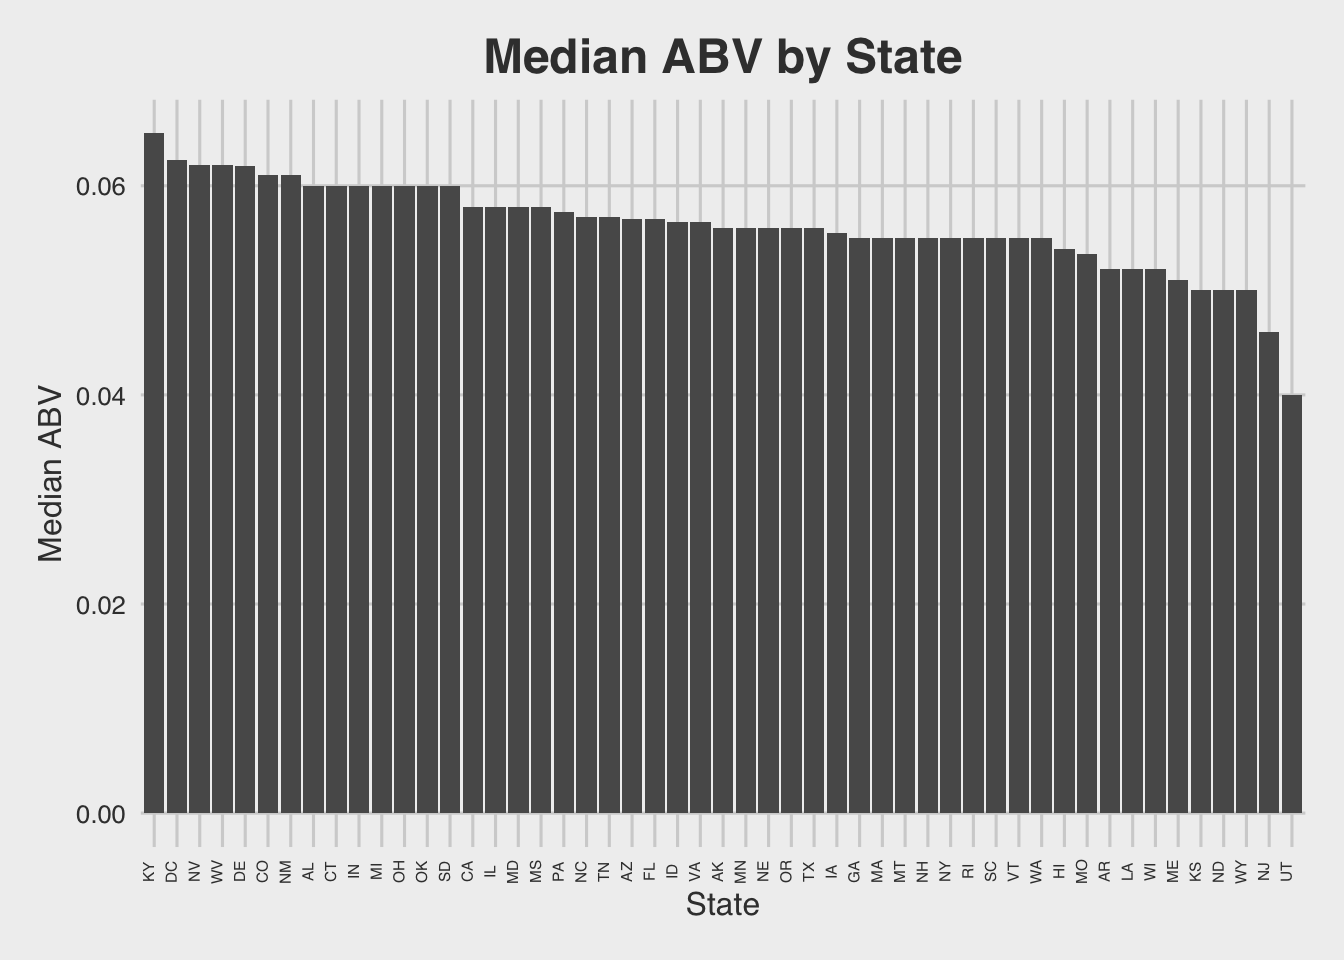 Median ABV by State
Median ABV
0.06
0.04
0.02
0.00
KY DC NV WV DE CO NM AL CT IN MI OH OK SD CA IL MD MS PA NC TN AZ FL ID VA AK MN NE OR TX IA GA MA MT NH NY RI SC VT WA HI MO AR LA WI ME KS ND WY NJ UT
State